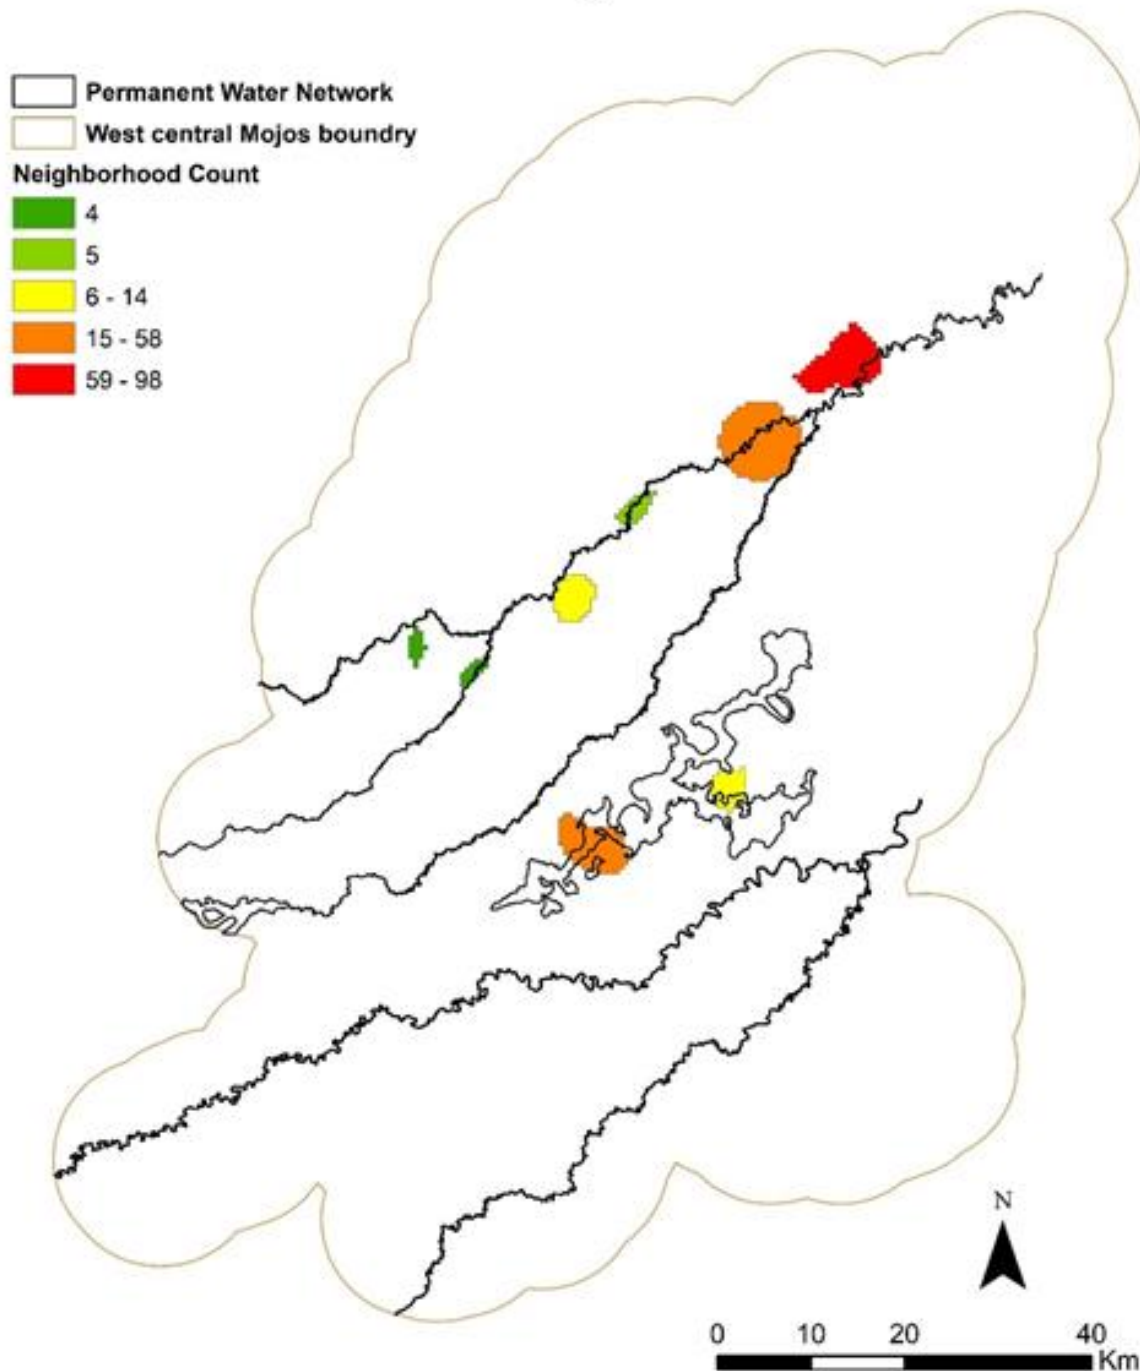 Permanent Water Network
West central Mojos boundry
Neighborhood Count
4
5
6 - 14
15 - 58
59 - 98
N
0 10 20 40
Km